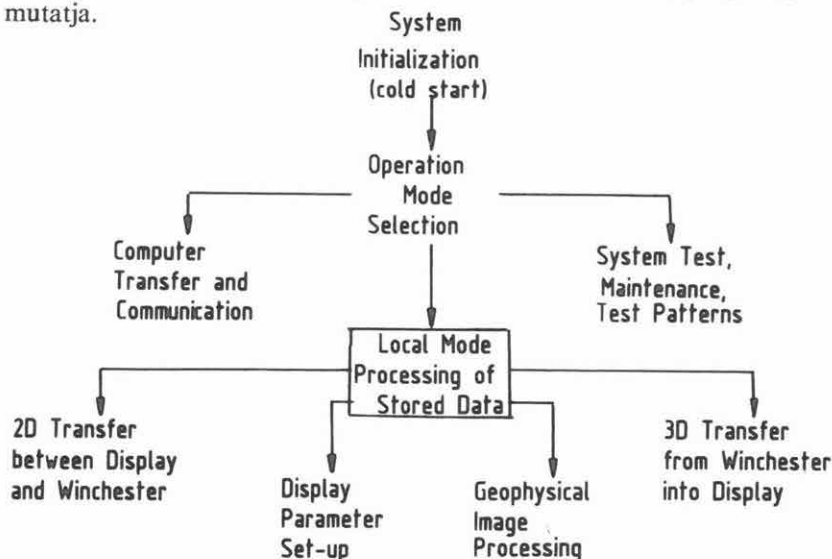 mutatja.
System
Initialization
(cold start)
Operation
Mode
Selection
Computer
Transfer and
Communication
System Test,
Maintenance,
Test Patterns
Local Mode
Processing of
Stored Data
2D Transfer
between Display
and Winchester
Display
Parameter
Set-up
Geophysical
Image
Processing
3D Transfer
from Winchester
into Display